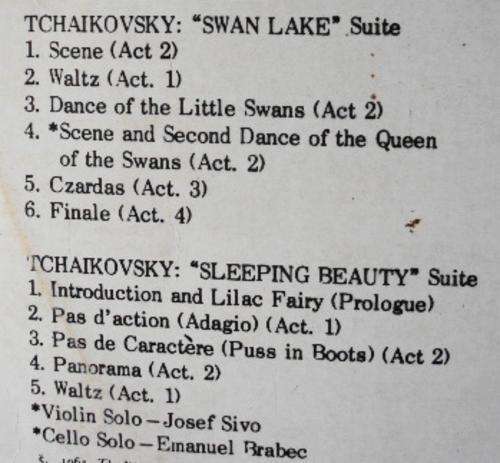 TCHAIKOVSKY: "SWAN LAKE" Suite
1. Scene (Act 2)
2. Waltz (Act. 1)
3. Dance of the Little Swans (Act 2)
4. *Scene and Second Dance of the Queen
of the Swans (Act. 2)
5. Czardas (Act. 3)
6. Finale (Act. 4)
TCHAIKOVSKY: "SLEEPING BEAUTY" Suite
1. Introduction and Lilac Fairy (Prologue)
2. Pas d'action (Adagio) (Act. 1)
3. Pas de Caractère (Puss in Boots) (Act 2)
4. Panorama (Act. 2)
5. Waltz (Act. 1)
*Violin Solo – Josef Sivo
*Cello Solo – Emanuel Brabec